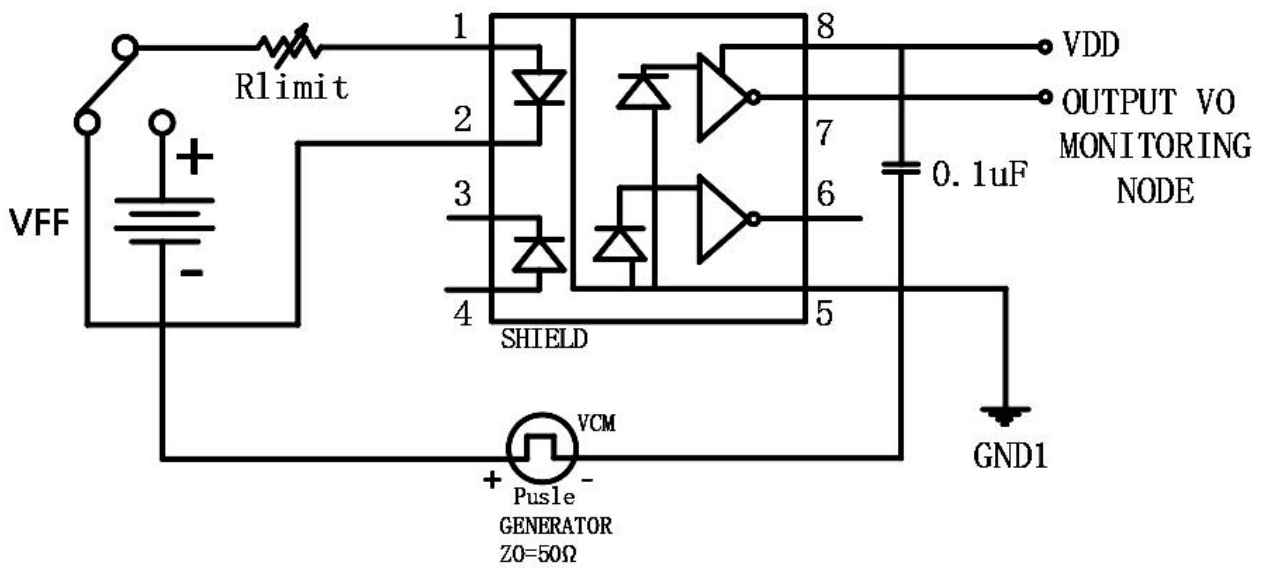 1
8
VDD
Rlimit
OUTPUT VO
2
7
MONITORING
+
0.1uF
NODE
3
6
VFF
-
4
5
SHIELD
VCM
GND1
+
-
Pusle
GENERATOR
ZO=50Ω